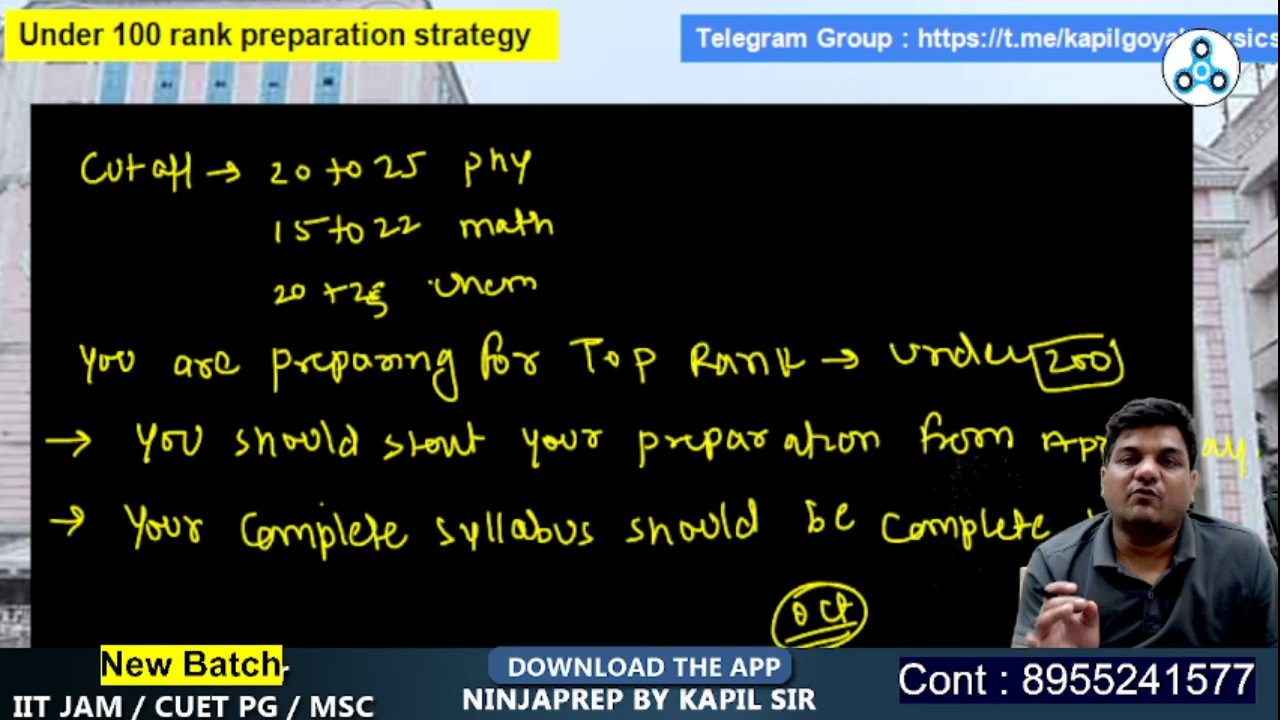 Under 100 rank preparation strategy
Telegram Group : https://t.me/kapilgoya
sics
Cutoff → 20 to 25 phy
15 to 22 math
20 + 25 chem
You are preparing for Top Rank → under 200
→ You should start your preparation from
→ Your complete syllabus should be complete
oct
New Batch
IIT JAM / CUET PG / MSC
DOWNLOAD THE APP
NINJAPREP BY KAPIL SIR
Cont : 8955241577